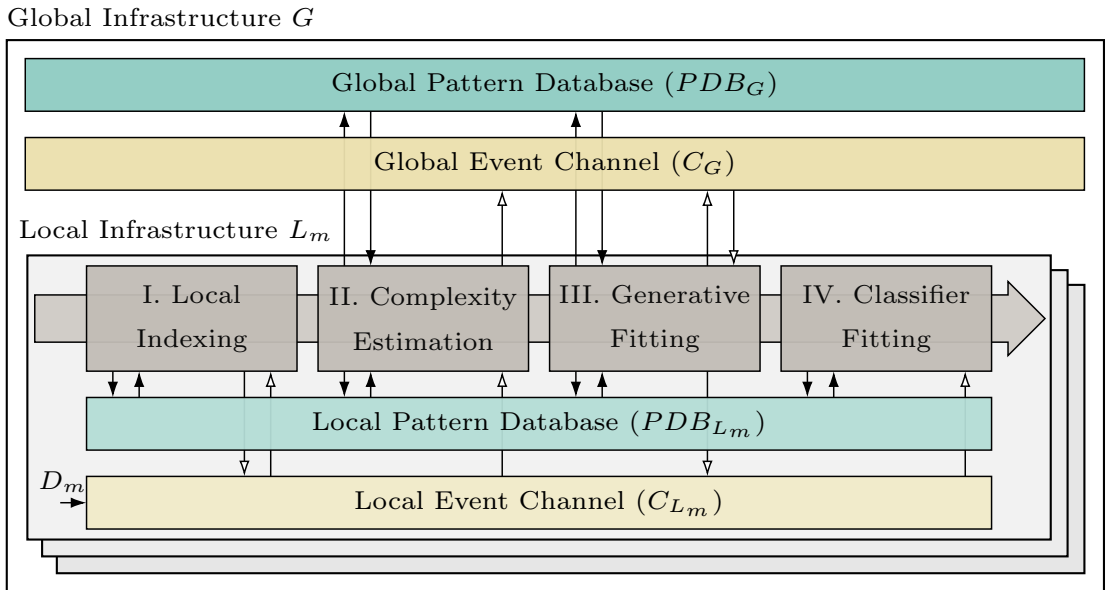 Global Infrastructure G
Global Pattern Database (PDB_G)
Global Event Channel (C_G)
Local Infrastructure L_m
I. Local
Indexing
II. Complexity
Estimation
III. Generative
Fitting
IV. Classifier
Fitting
Local Pattern Database (PDB_{L_m})
D_m
Local Event Channel (C_{L_m})